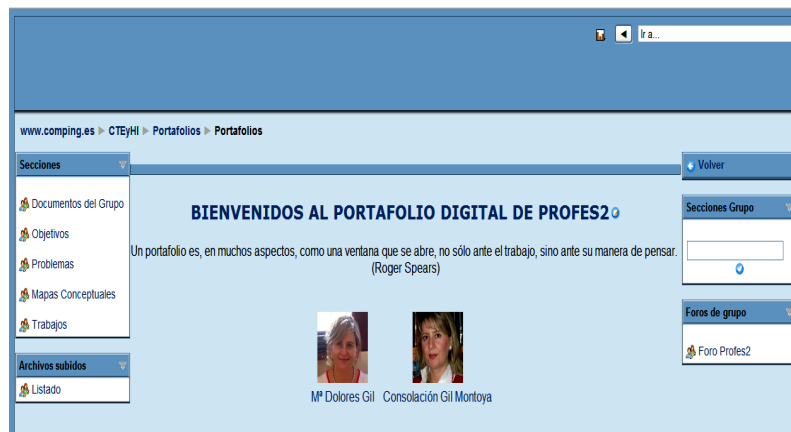 Ir a...
www.comping.es ▶ CTEyHI ▶ Portafolios ▶ Portafolios
Secciones
Documentos del Grupo
Objetivos
Problemas
Mapas Conceptuales
Trabajos
Archivos subidos
Listado
BIENVENIDOS AL PORTAFOLIO DIGITAL DE PROFES2
Un portafolio es, en muchos aspectos, como una ventana que se abre, no sólo ante el trabajo, sino ante su manera de pensar.
(Roger Spears)
Mª Dolores Gil
Consolación Gil Montoya
Volver
Secciones Grupo
Foros de grupo
Foro Profes2